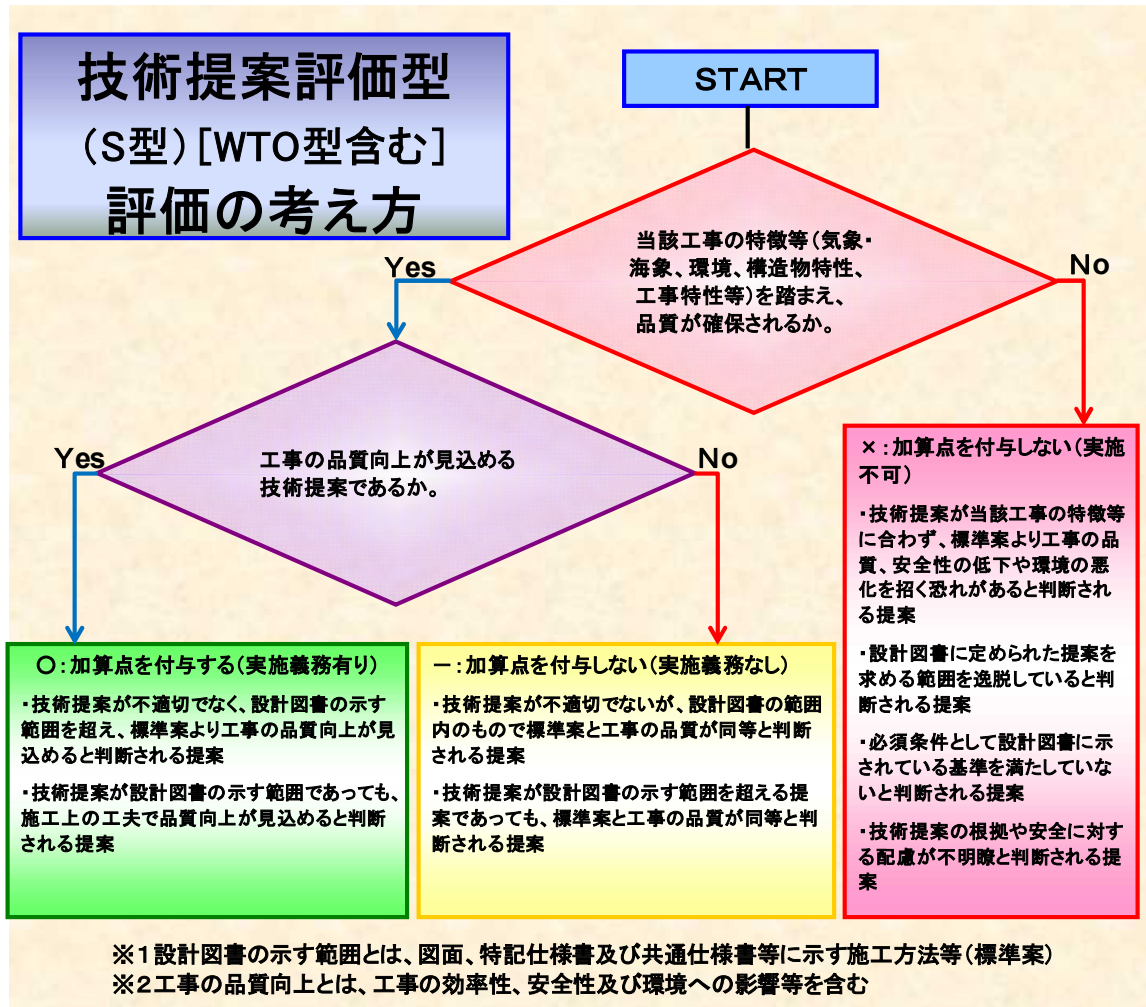 技術提案評価型
（S型）［WTO型含む］
評価の考え方
START
当該工事の特徴等（気象・
海象、環境、構造物特性、
工事特性等）を踏まえ、
品質が確保されるか。
Yes
No
工事の品質向上が見込める
技術提案であるか。
Yes
No
×：加算点を付与しない（実施
不可）
・技術提案が当該工事の特徴等
に合わず、標準案より工事の品
質、安全性の低下や環境の悪
化を招く恐れがあると判断され
る提案
・設計図書に定められた提案を
求める範囲を逸脱していると判
断される提案
・必須条件として設計図書に示
されている基準を満たしていな
いと判断される提案
・技術提案の根拠や安全に対す
る配慮が不明瞭と判断される提
案
○：加算点を付与する（実施義務有り）
・技術提案が不適切でなく、設計図書の示す
範囲を超え、標準案より工事の品質向上が見
込めると判断される提案
・技術提案が設計図書の示す範囲であっても、
施工上の工夫で品質向上が見込めると判断
される提案
－：加算点を付与しない（実施義務なし）
・技術提案が不適切でないが、設計図書の範囲
内のもので標準案と工事の品質が同等と判断
される提案
・技術提案が設計図書の示す範囲を超える提
案であっても、標準案と工事の品質が同等と判
断される提案
※１設計図書の示す範囲とは、図面、特記仕様書及び共通仕様書等に示す施工方法等（標準案）
※２工事の品質向上とは、工事の効率性、安全性及び環境への影響等を含む